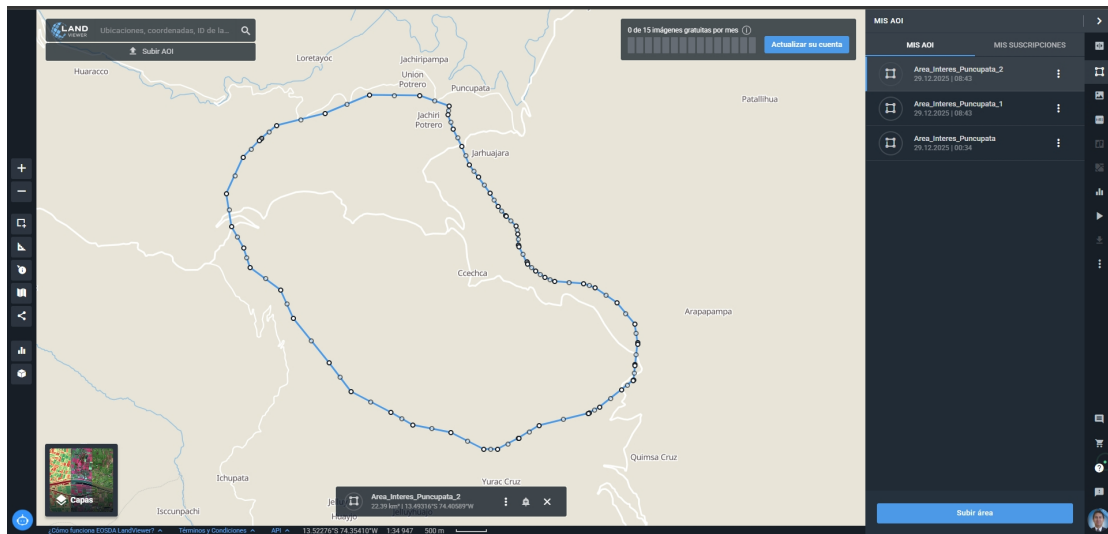 LAND
VIEWER
Ubicaciones, coordenadas, ID de la...
Subir AOI
0 de 15 imágenes gratuitas por mes
Actualizar su cuenta
MIS AOI
MIS AOI
MIS SUSCRIPCIONES
Area_Interes_Puncupata_2
29.12.2025 | 08:43
Area_Interes_Puncupata_1
29.12.2025 | 08:43
Area_Interes_Puncupata
29.12.2025 | 00:34
Huaracco
Loretayoc
Jachiripampa
Union
Potrero
Puncupata
Patallihua
Jachiri
Potrero
Jarhuajara
Ccechca
Arapapampa
Quimsa Cruz
Ichupata
Yurac Cruz
Isccunpachi
Capas
Area_Interes_Puncupata_2
22.39 km² | 13.49316°S 74.40589°W
Subir área
¿Cómo funciona EOSDA LandViewer?
Términos y Condiciones
API
13.52276°S 74.35410°W
1:34 947
500 m